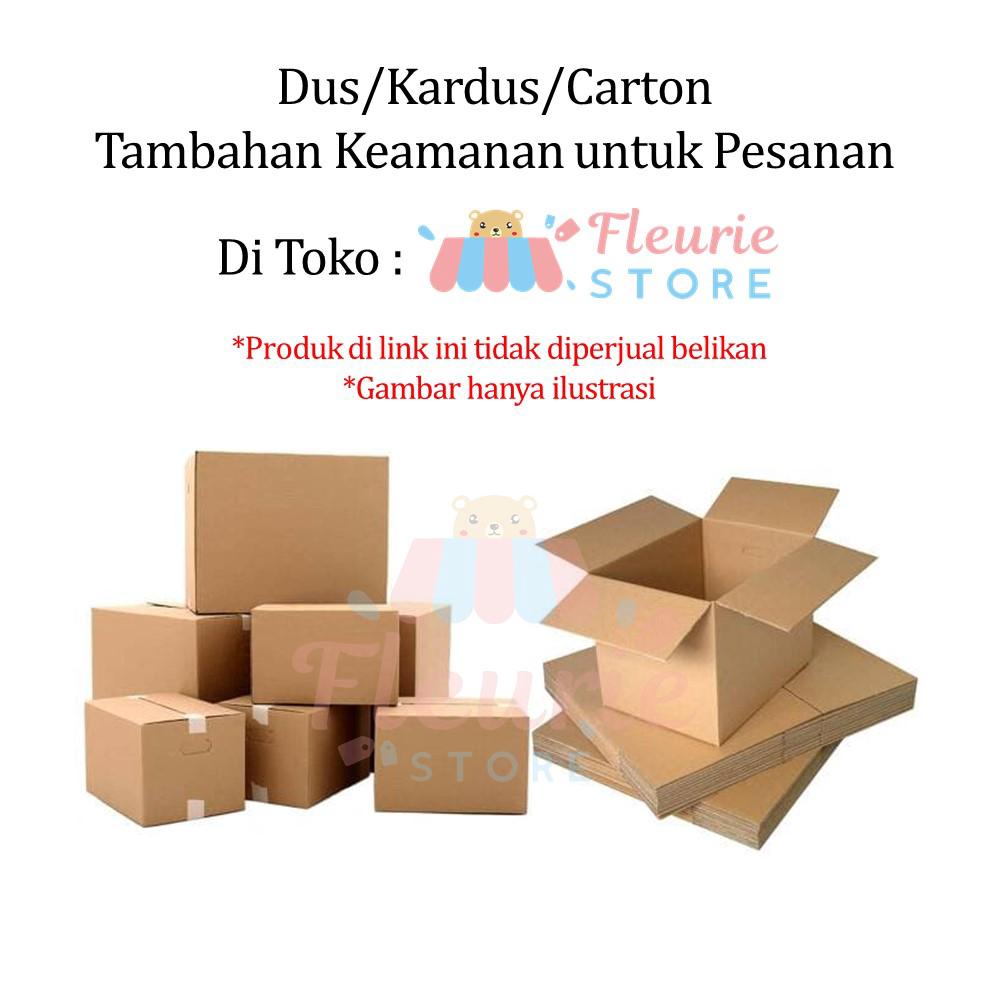 Dus/Kardus/Carton
Tambahan Keamanan untuk Pesanan
Di Toko : Fleurie STORE
*Produk di link ini tidak diperjual belikan
*Gambar hanya ilustrasi
Fleurie
STORE